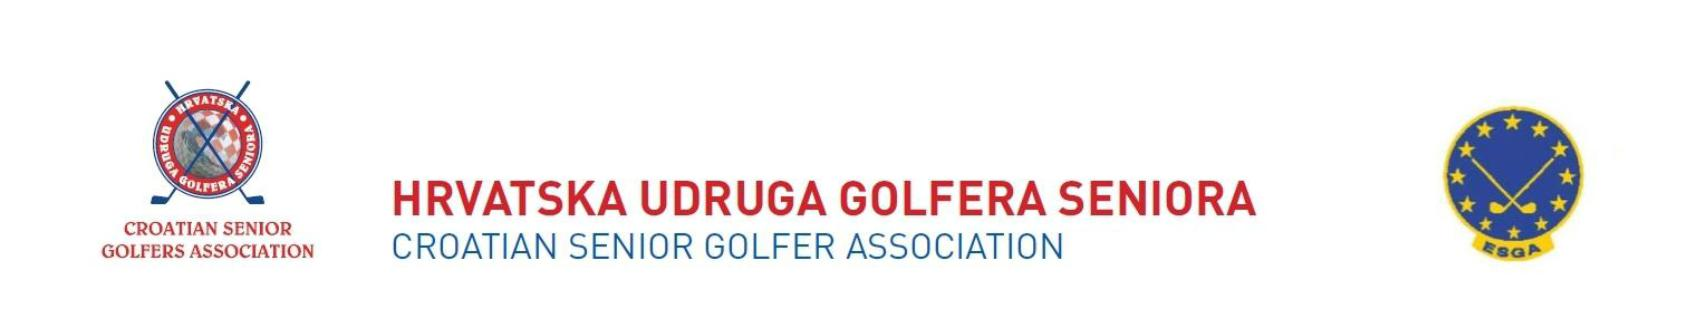 HRVATSKA
UDRUGA GOLFERA SENIORA
CROATIAN SENIOR
GOLFERS ASSOCIATION
HRVATSKA UDRUGA GOLFERA SENIORA
CROATIAN SENIOR GOLFER ASSOCIATION
ESGA